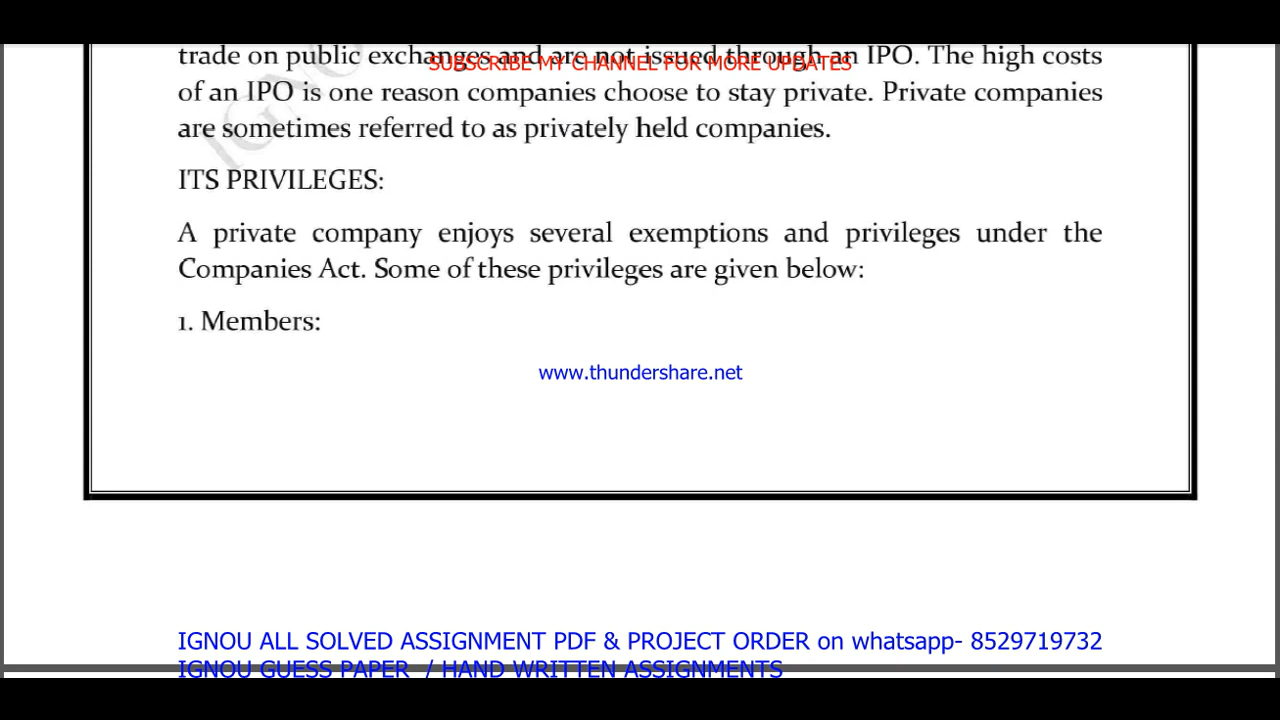 trade on public exchanges and are not issued through an IPO. The high costs
SUBSCRIBE MY CHANNEL FOR MORE UPDATES
of an IPO is one reason companies choose to stay private. Private companies
are sometimes referred to as privately held companies.
IGNOU
ITS PRIVILEGES:
A private company enjoys several exemptions and privileges under the
Companies Act. Some of these privileges are given below:
1. Members:
www.thundershare.net
IGNOU ALL SOLVED ASSIGNMENT PDF & PROJECT ORDER on whatsapp- 8529719732
IGNOU GUESS PAPER / HAND WRITTEN ASSIGNMENTS